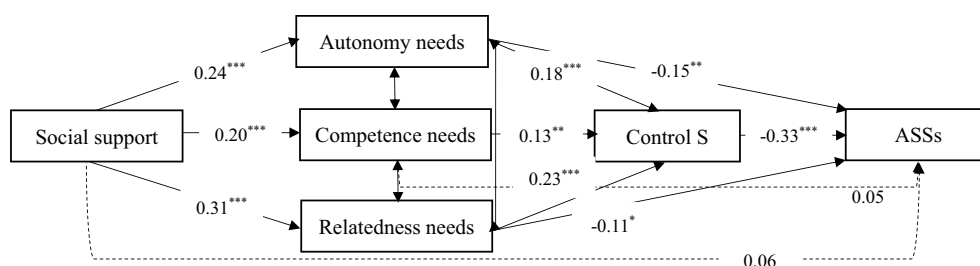 Autonomy needs
0.24***
0.18***
-0.15**
Social support
0.20***
Competence needs
0.13**
Control S
-0.33***
ASSs
0.23***
0.05
0.31***
Relatedness needs
-0.11*
0.06